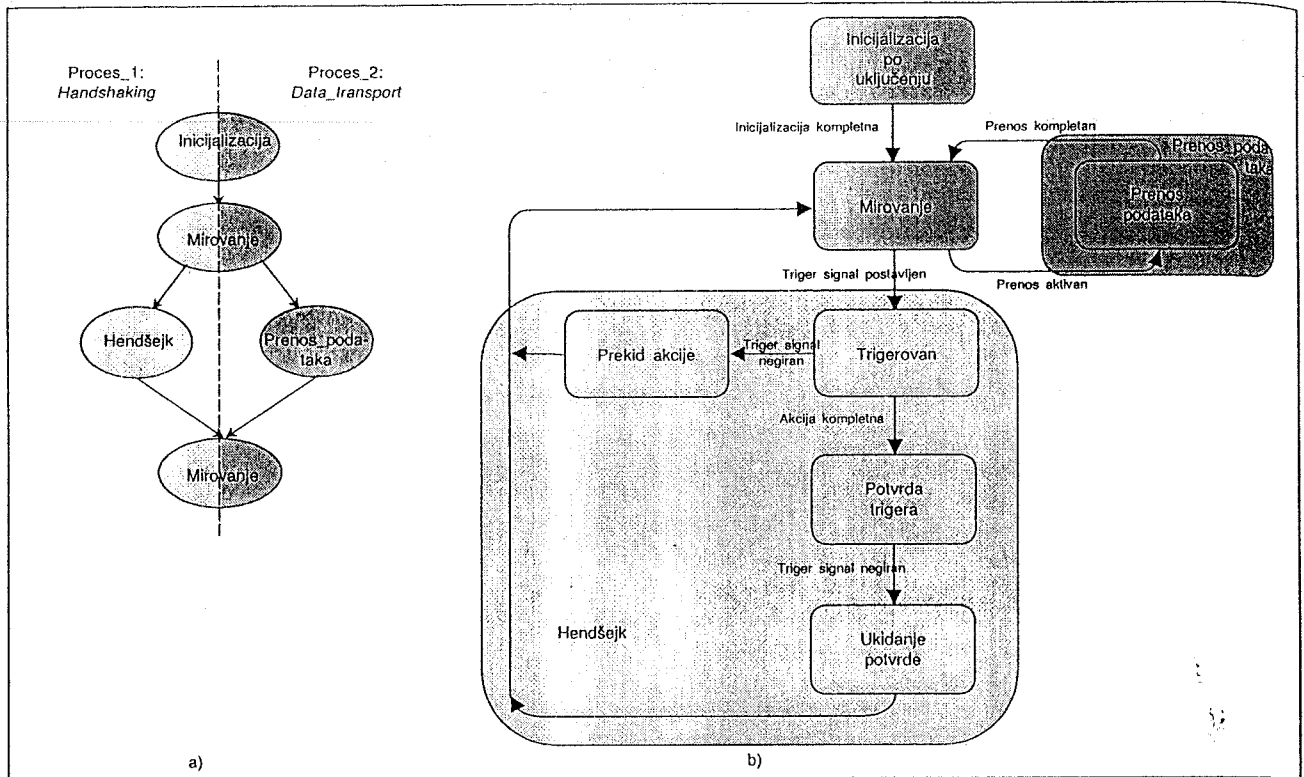 Proces_1:
Handshaking
Proces_2:
Data_transport
Inicijalizacija
Mirovanje
Hendšejk
Prenos_poda-
taka
Mirovanje
a)
Inicijalizacija
po
uključenju
Inicijalizacija kompletna
Prenos kompletan
Prenos_poda
taka
Prenos
podataka
Mirovanje
Triger signal postavljen
Prenos aktivan
Prekid akcije
Triger signal
negiran
Trigerovan
Akcija kompletna
Potvrda
trigera
Triger signal negiran
Hendšejk
Ukidanje
potvrde
b)